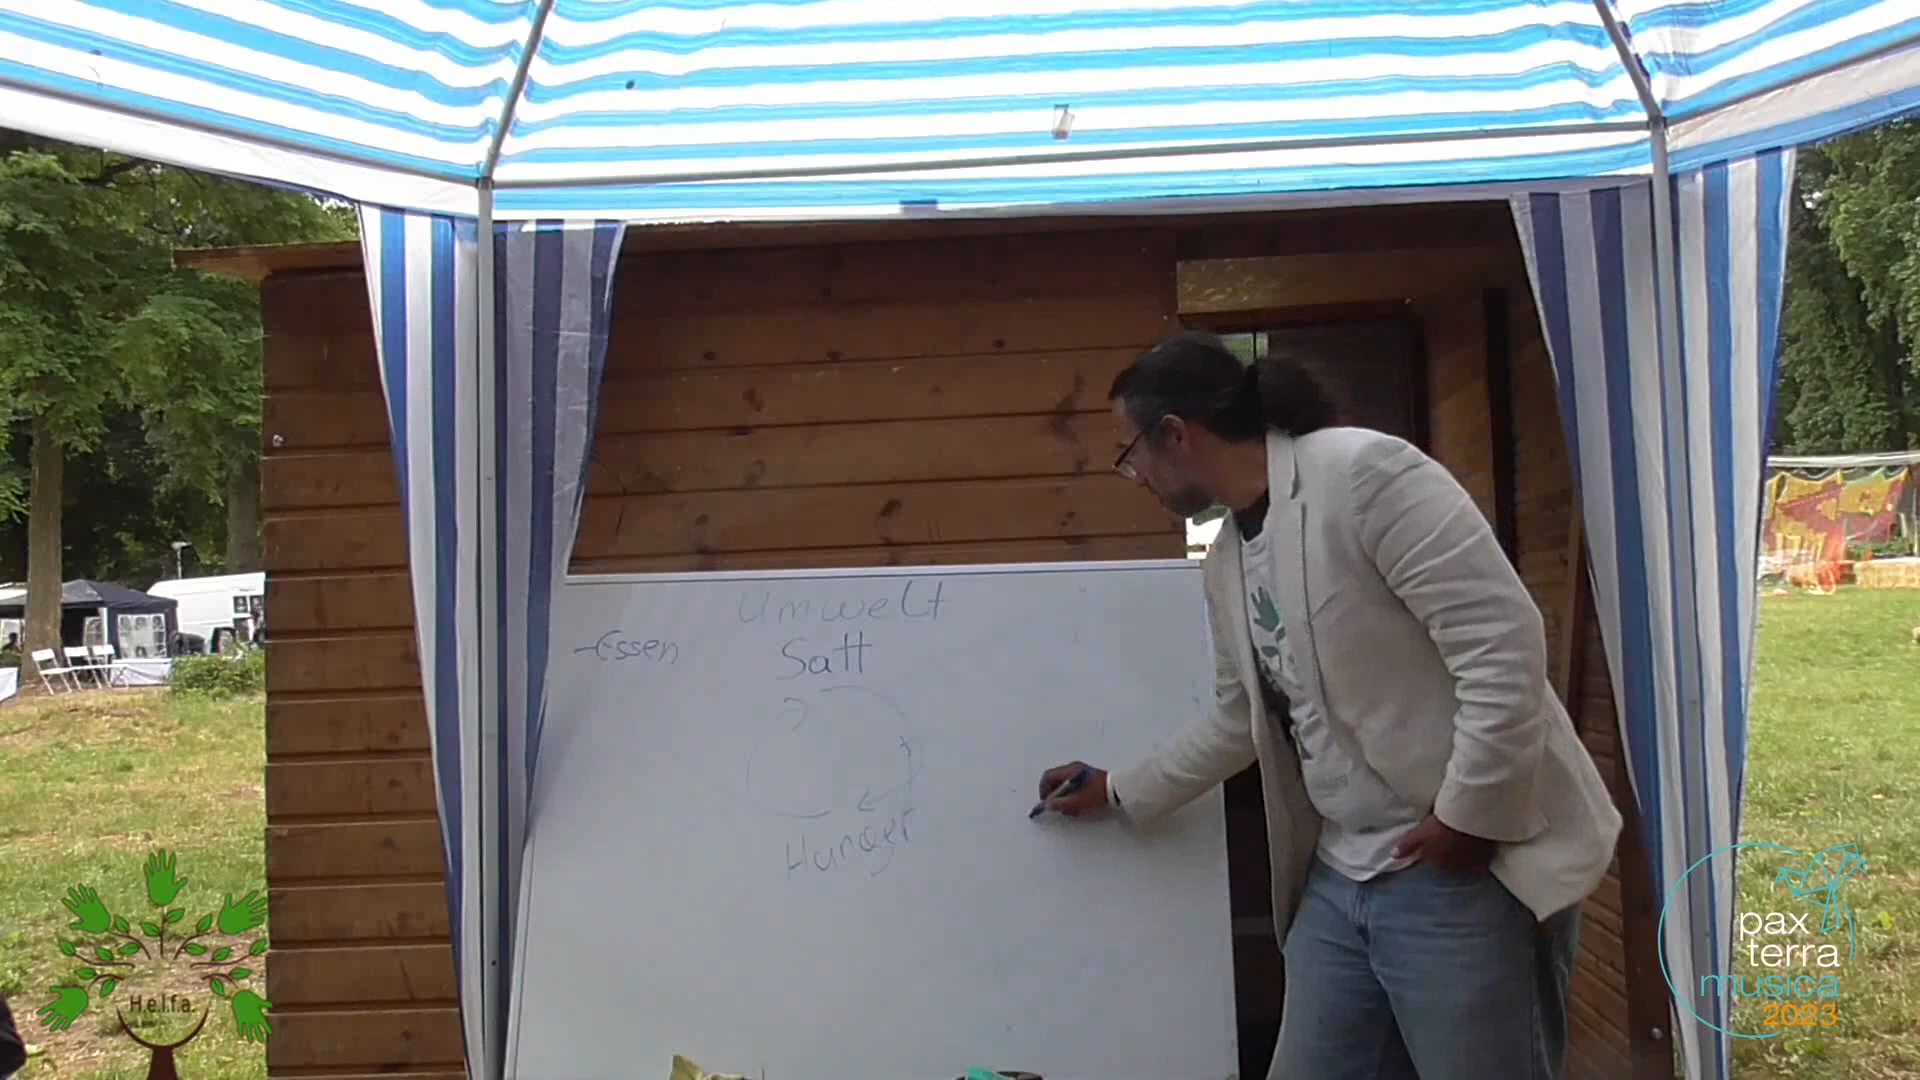 Umwelt
-Essen
Satt
Hunger
H.e.l.f.a.
pax
terra
musica
2023